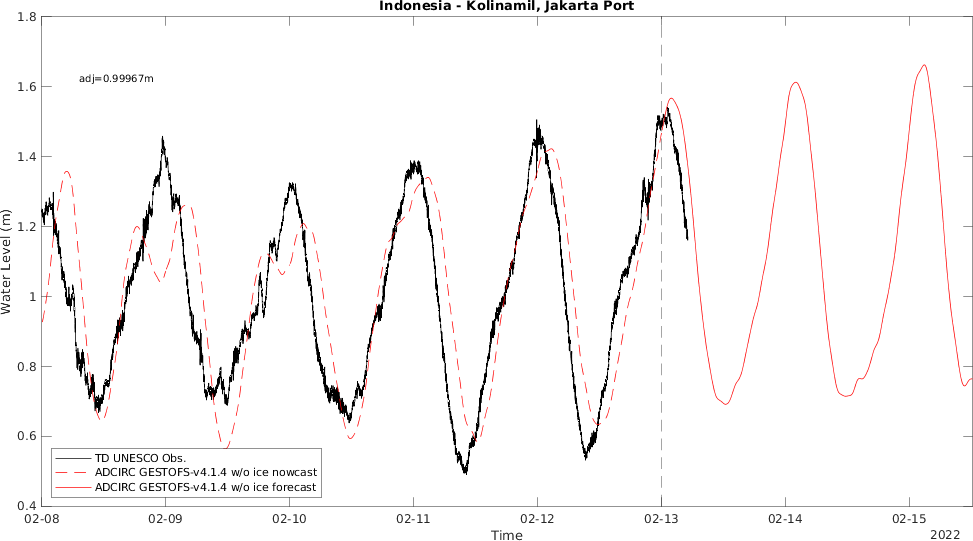 Indonesia - Kolinamil, Jakarta Port
1.8
1.6
1.4
1.2
1
0.8
0.6
0.4
Water Level (m)
adj=0.99967m
TD UNESCO Obs.
ADCIRC GESTOFS-v4.1.4 w/o ice nowcast
ADCIRC GESTOFS-v4.1.4 w/o ice forecast
02-08 02-09 02-10 02-11 02-12 02-13 02-14 02-15
Time
2022